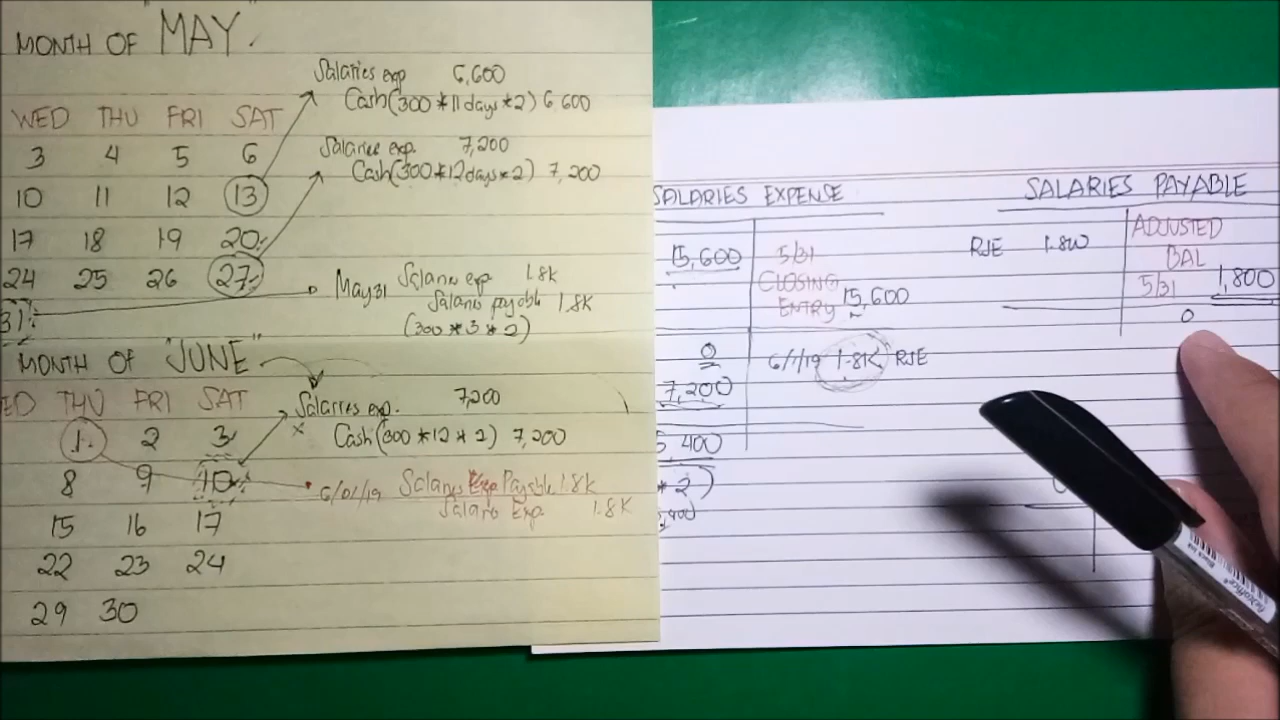 MONTH OF "MAY."
WED THU FRI SAT
3 4 5 6
10 11 12 13
17 18 19 20
24 25 26 27
31
Salaries exp 6,600
Cash(300*11days*2) 6,600
Salaries exp. 7,200
Cash(300*12days*2) 7,200
May31 Salaries exp 1.8K
Salaries payable 1.8K
(300*3*2)
MONTH OF "JUNE"
ED THU FRI SAT
1 2 3
8 9 10
15 16 17
22 23 24
29 30
Salaries exp. 7,200
Cash(300*12*2) 7,200
6/01/19 Salaries Payable 1.8K
Salaries Exp. 1.8K
SALARIES EXPENSE
15,600 5/31
CLOSING
ENTRY 15,600
0 6/1/19 1.8K RJE
7,200
5,400
*2)
SALARIES PAYABLE
RJE 1.800 ADJUSTED
BAL
5/31 1,800
0